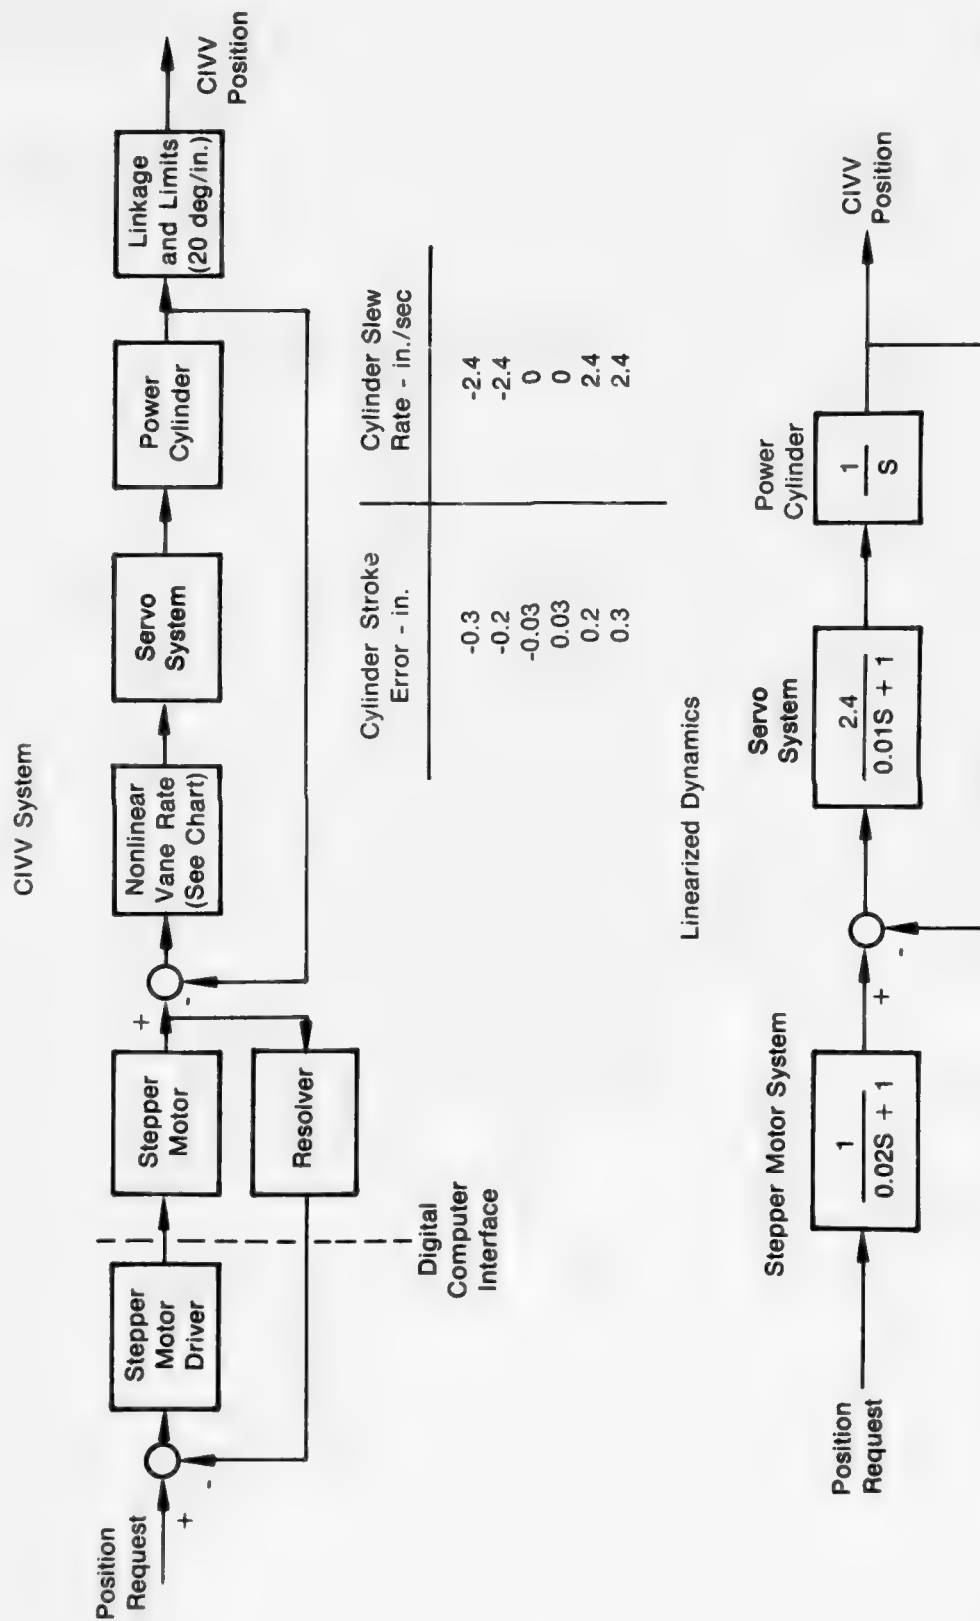 CIVV System
Position
Request
+
-
Stepper
Motor
Driver
Digital
Computer
Interface
Stepper
Motor
Resolver
+
-
Nonlinear
Vane Rate
(See Chart)
Servo
System
Power
Cylinder
Linkage
and Limits
(20 deg/in.)
CIVV
Position
Cylinder Stroke Cylinder Slew
Error - in. Rate - in./sec
-0.3 -2.4
-0.2 -2.4
-0.03 0
0.03 0
0.2 2.4
0.3 2.4
Linearized Dynamics
Position
Request
Stepper Motor System
1
0.02S + 1
+
-
Servo
System
2.4
0.01S + 1
Power
Cylinder
1
S
CIVV
Position